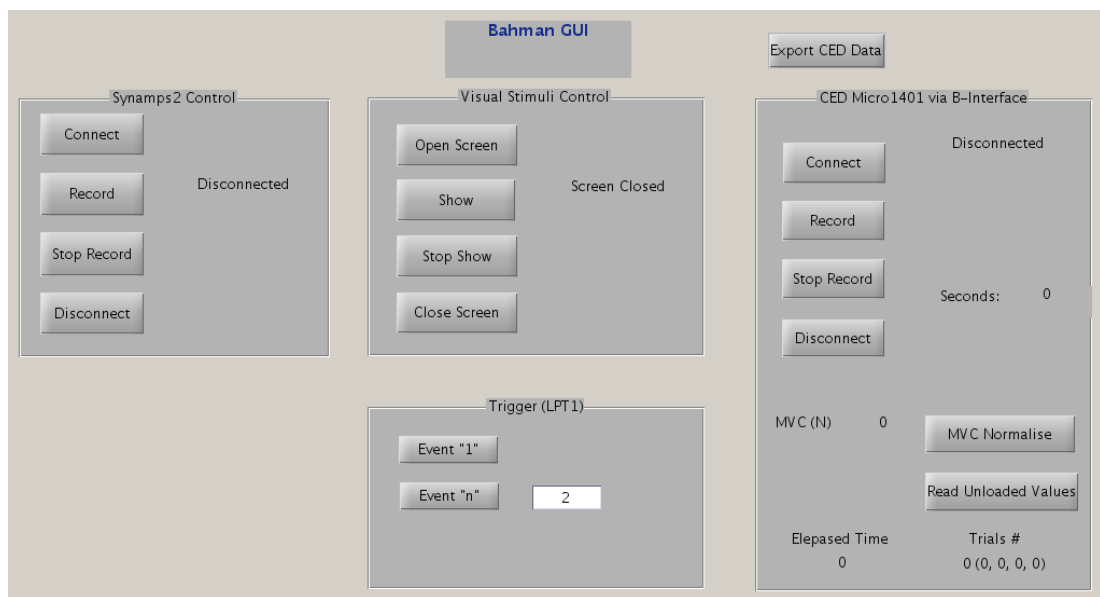 Bahman GUI
Export CED Data
Synamps2 Control
Connect
Record
Disconnected
Stop Record
Disconnect
Visual Stimuli Control
Open Screen
Show
Screen Closed
Stop Show
Close Screen
Trigger (LPT1)
Event "1"
Event "n"
2
CED Micro1401 via B-Interface
Disconnected
Connect
Record
Stop Record
Seconds: 0
Disconnect
MVC (N) 0
MVC Normalise
Read Unloaded Values
Elepased Time
0
Trials #
0 (0, 0, 0, 0)